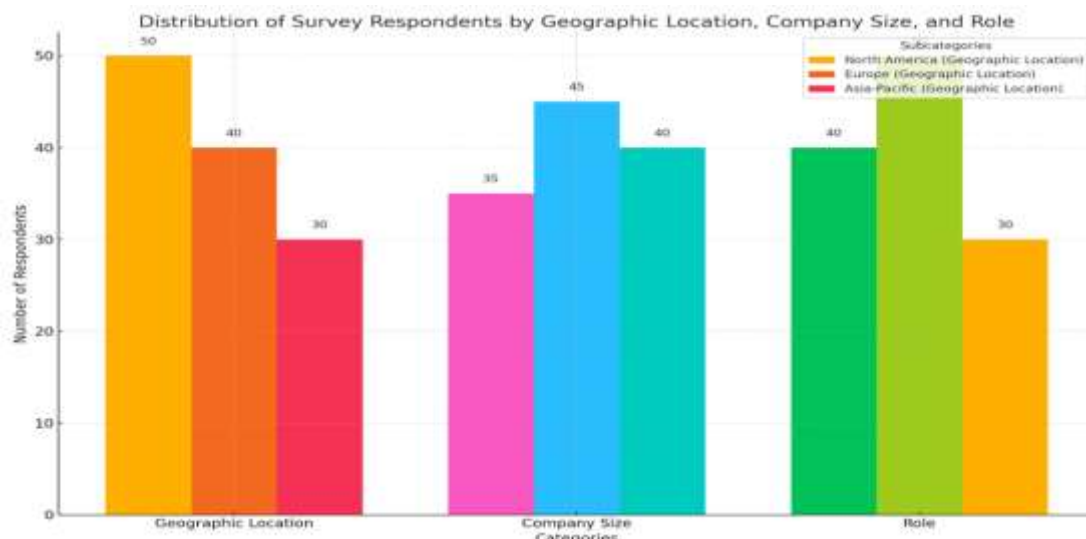 Distribution of Survey Respondents by Geographic Location, Company Size, and Role
50
Subcategories
North America (Geographic Location)
Europe (Geographic Location)
Asia-Pacific (Geographic Location)
50
40
30
20
10
0
Number of Respondents
40
30
35
45
40
40
30
Geographic Location
Company Size
Role
Categories